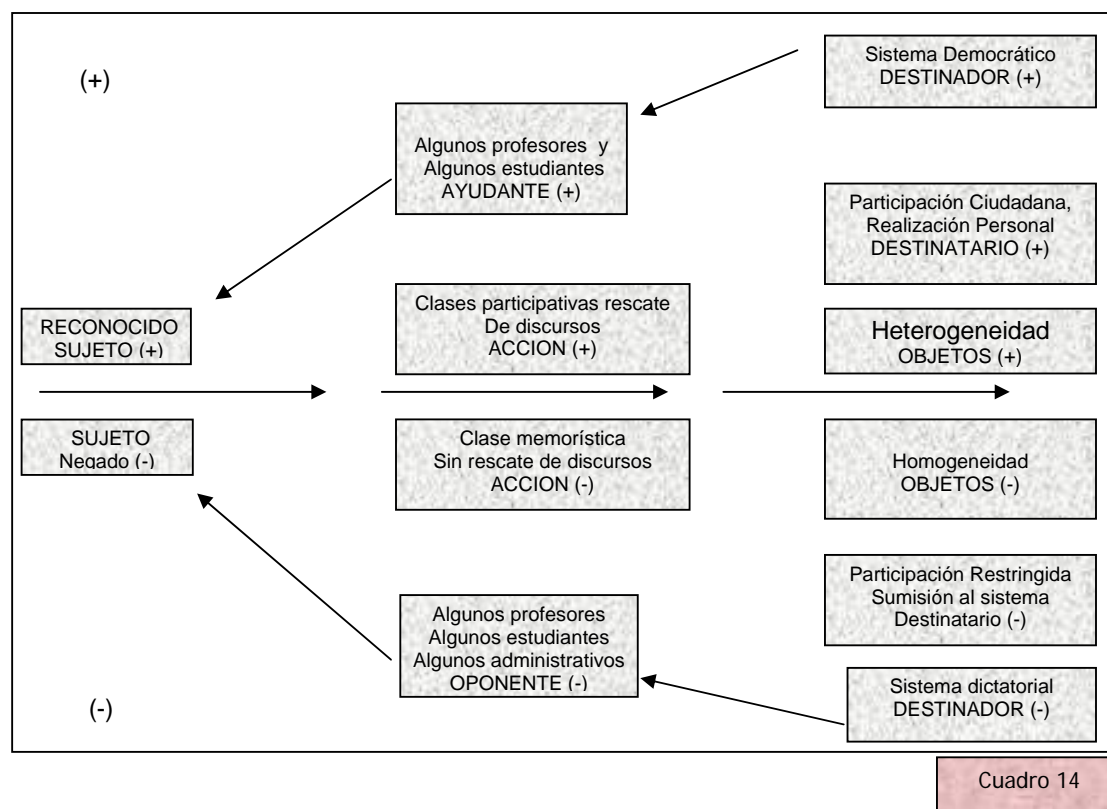 Sistema Democrático
DESTINADOR (+)
(+)
Algunos profesores y
Algunos estudiantes
AYUDANTE (+)
Participación Ciudadana,
Realización Personal
DESTINATARIO (+)
RECONOCIDO
SUJETO (+)
Clases participativas rescate
De discursos
ACCION (+)
Heterogeneidad
OBJETOS (+)
SUJETO
Negado (-)
Clase memorística
Sin rescate de discursos
ACCION (-)
Homogeneidad
OBJETOS (-)
Participación Restringida
Sumisión al sistema
Destinatario (-)
Algunos profesores
Algunos estudiantes
Algunos administrativos
OPONENTE (-)
Sistema dictatorial
DESTINADOR (-)
(-)
Cuadro 14